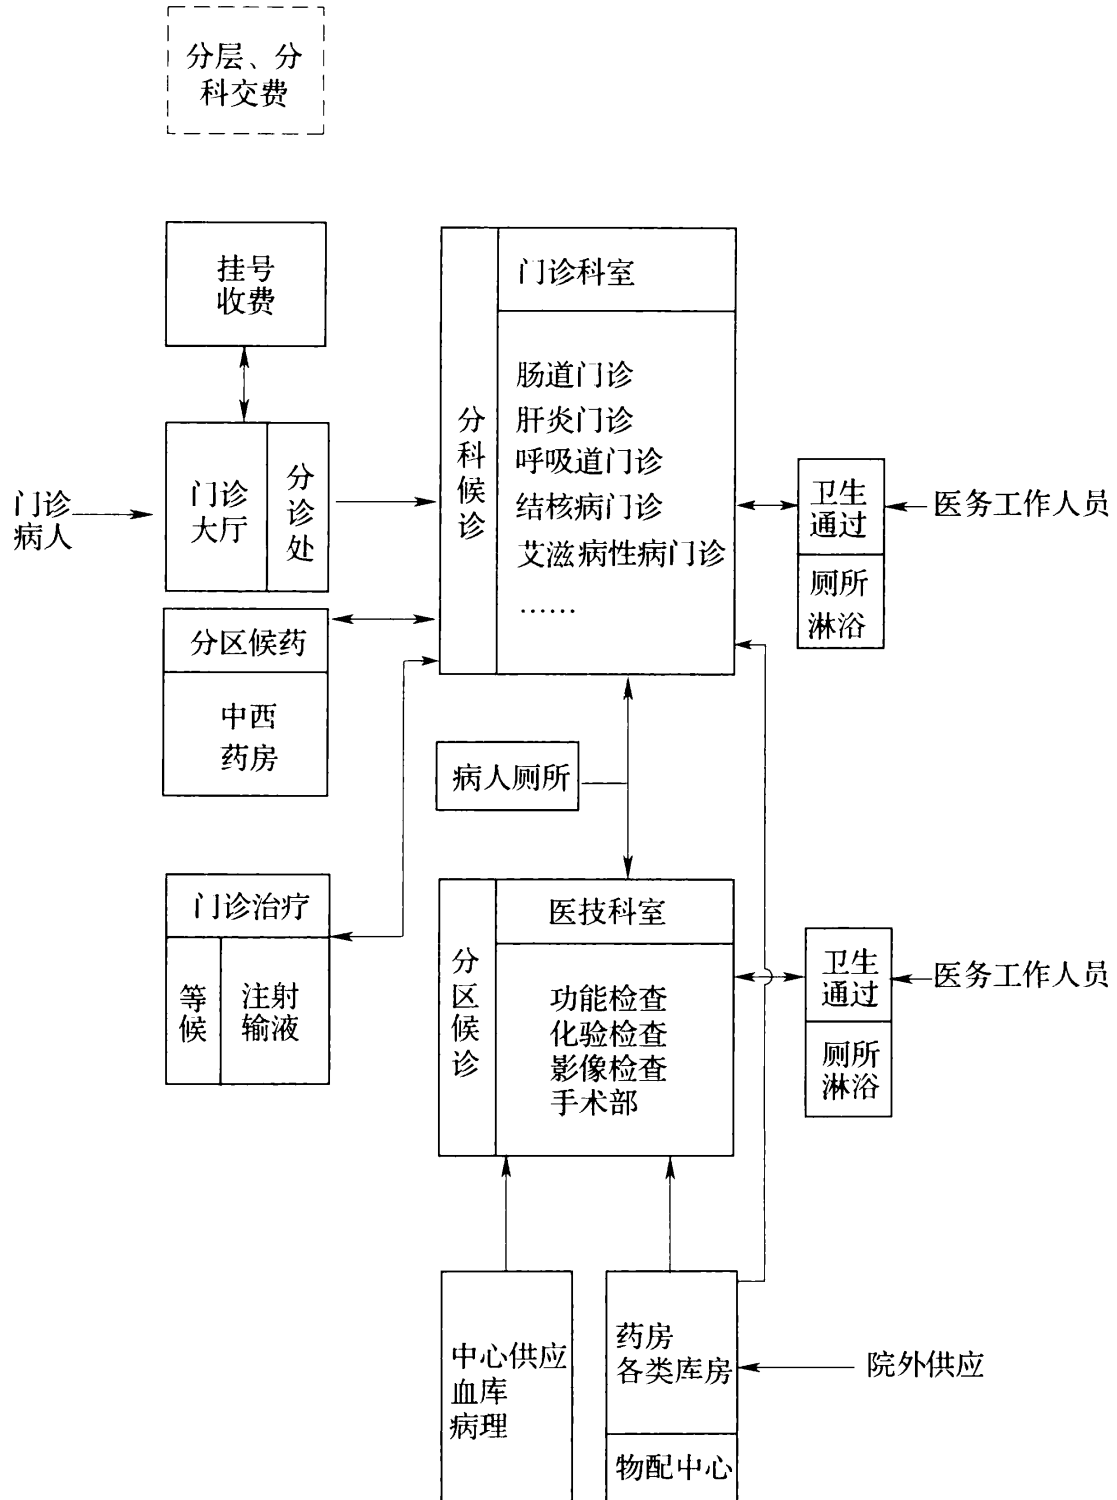 分层、分
科交费
挂号
收费
门诊
病人
门诊
大厅
分诊处
分区候药
中西
药房
门诊治疗
等候
注射
输液
分科候诊
门诊科室
肠道门诊
肝炎门诊
呼吸道门诊
结核病门诊
艾滋病性病门诊
……
卫生
通过
厕所
淋浴
医务工作人员
病人厕所
分区候诊
医技科室
功能检查
化验检查
影像检查
手术部
卫生
通过
厕所
淋浴
医务工作人员
中心供应
血库
病理
药房
各类库房
物配中心
院外供应